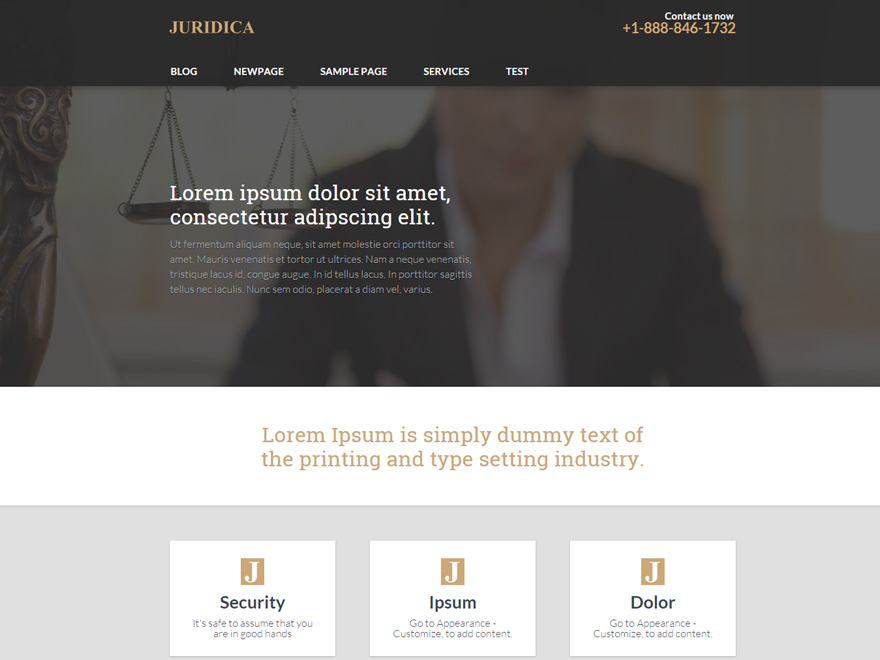 JURIDICA
Contact us now
+1-888-846-1732
BLOG NEWPAGE SAMPLE PAGE SERVICES TEST
Lorem ipsum dolor sit amet,
consectetur adipscing elit.
Ut fermentum aliquam neque, sit amet molestie orci porttitor sit
amet. Mauris venenatis et tortor ut ultrices. Nam a neque venenatis,
tristique lacus id, congue augue. In id tellus lacus. In porttitor sagittis
tellus nec iaculis. Nunc sem odio, placerat a diam vel, varius.
Lorem Ipsum is simply dummy text of
the printing and type setting industry.
J
Security
It's safe to assume that you
are in good hands
J
Ipsum
Go to Appearance -
Customize, to add content.
J
Dolor
Go to Appearance -
Customize, to add content.